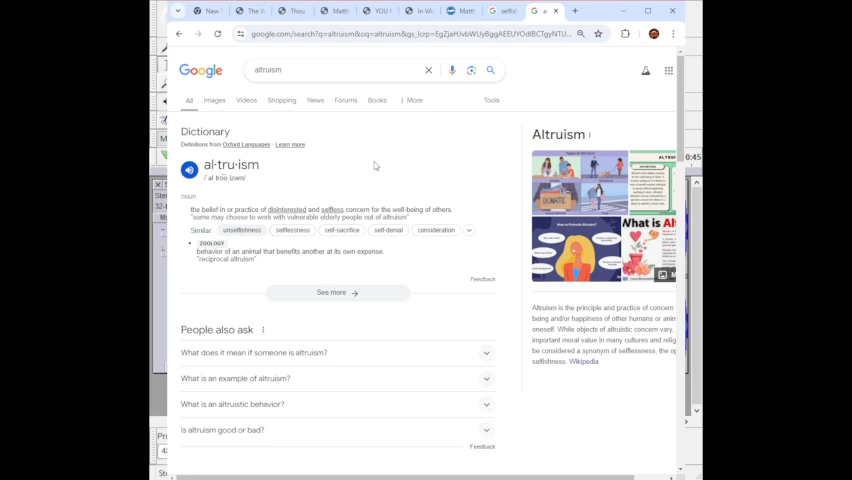 New
The V
Thou
Matth
YOU
In VA
Matth
selfis
al
google.com/search?q=altruism&oq=altruism&gs_lcrp=EgZjaHJvbWUyBggAEEUYOdIBCTgyNTU...
Google
altruism
All Images Videos Shopping News Forums Books More Tools
Dictionary
Definitions from Oxford Languages · Learn more
al·tru·ism
/ˈalˌtro͞oˌizəm/
noun
the belief in or practice of disinterested and selfless concern for the well-being of others.
"some may choose to work with vulnerable elderly people out of altruism"
Similar: unselfishness selflessness self-sacrifice self-denial consideration
ZOOLOGY
behavior of an animal that benefits another at its own expense.
"reciprocal altruism"
Feedback
See more
People also ask
What does it mean if someone is altruism?
What is an example of altruism?
What is an altruistic behavior?
Is altruism good or bad?
Feedback
Altruism
DONATE
What is Al
Altruism is the principle and practice of concern
being and/or happiness of other humans or anim
oneself. While objects of altruistic concern vary,
important moral value in many cultures and relig
be considered a synonym of selflessness, the op
selfishness. Wikipedia
0:45